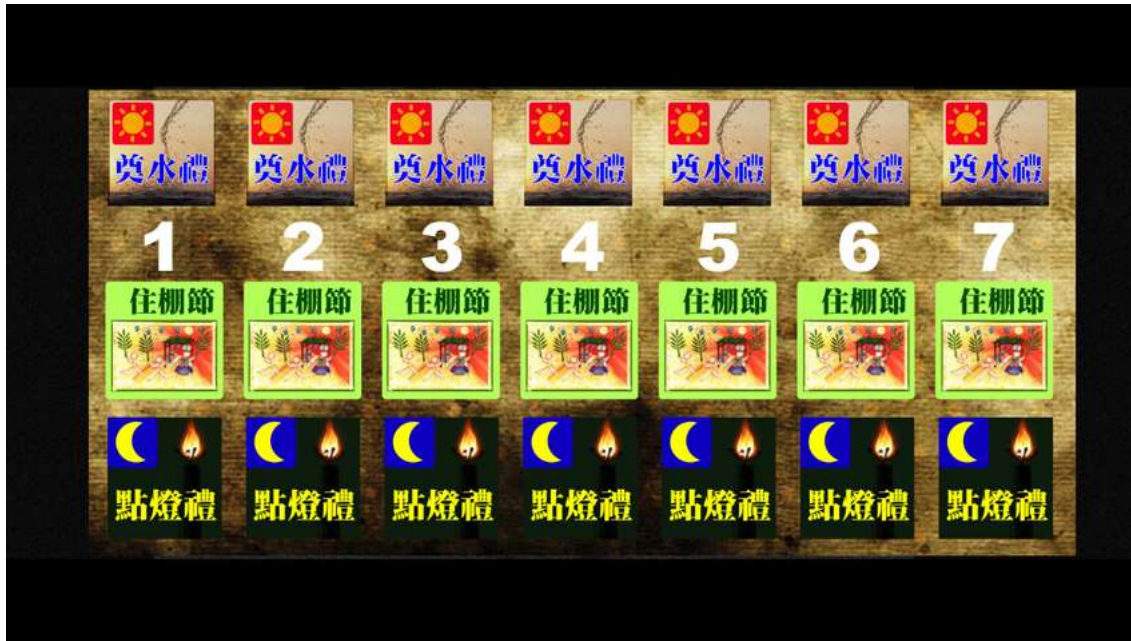 奠水禮 奠水禮 奠水禮 奠水禮 奠水禮 奠水禮 奠水禮
1 2 3 4 5 6 7
住棚節 住棚節 住棚節 住棚節 住棚節 住棚節 住棚節
點燈禮 點燈禮 點燈禮 點燈禮 點燈禮 點燈禮 點燈禮